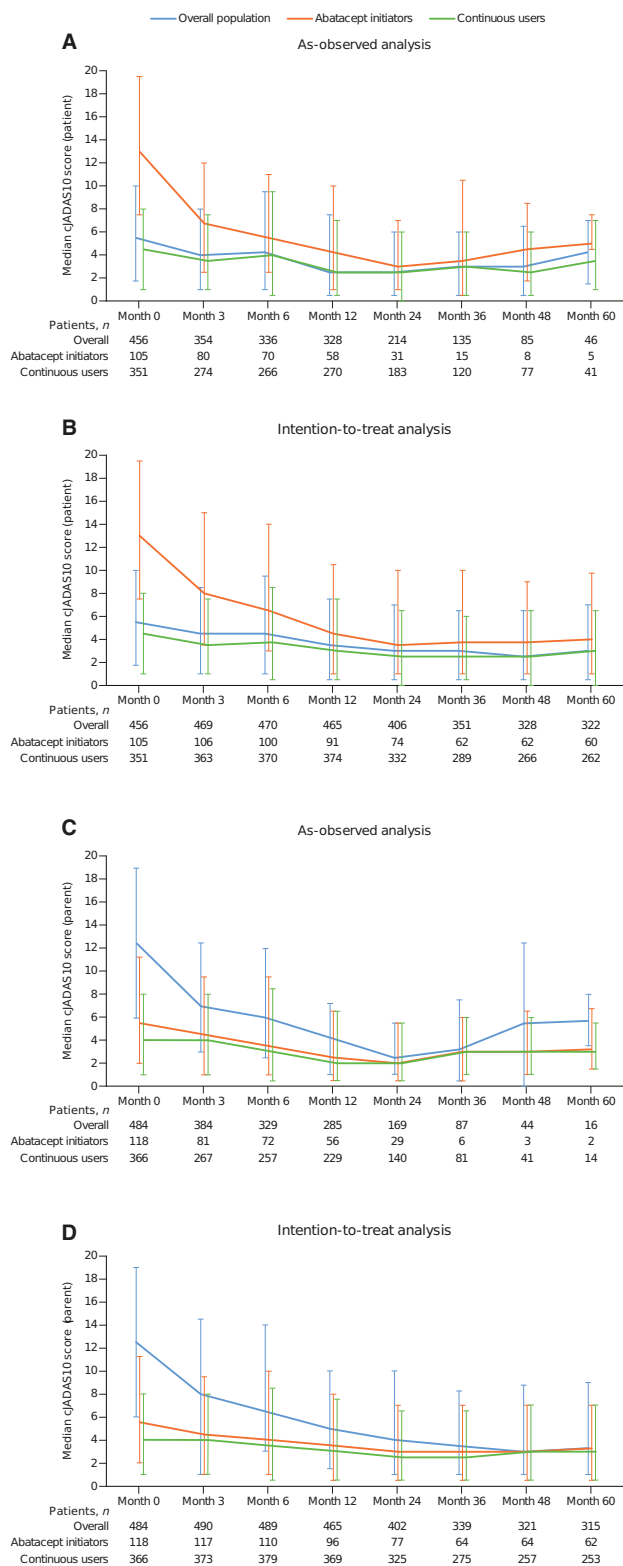 Overall population Abatacept initiators Continuous users
A As-observed analysis
Median cJADAS10 score (patient)
20
18
16
14
12
10
8
6
4
2
0
Month 0 Month 3 Month 6 Month 12 Month 24 Month 36 Month 48 Month 60
Patients, n
Overall 456 354 336 328 214 135 85 46
Abatacept initiators 105 80 70 58 31 15 8 5
Continuous users 351 274 266 270 183 120 77 41
B Intention-to-treat analysis
Median cJADAS10 score (patient)
20
18
16
14
12
10
8
6
4
2
0
Month 0 Month 3 Month 6 Month 12 Month 24 Month 36 Month 48 Month 60
Patients, n
Overall 456 469 470 465 406 351 328 322
Abatacept initiators 105 106 100 91 74 62 62 60
Continuous users 351 363 370 374 332 289 266 262
C As-observed analysis
Median cJADAS10 score (parent)
20
18
16
14
12
10
8
6
4
2
0
Month 0 Month 3 Month 6 Month 12 Month 24 Month 36 Month 48 Month 60
Patients, n
Overall 484 384 329 285 169 87 44 16
Abatacept initiators 118 81 72 56 29 6 3 2
Continuous users 366 267 257 229 140 81 41 14
D Intention-to-treat analysis
Median cJADAS10 score (parent)
20
18
16
14
12
10
8
6
4
2
0
Month 0 Month 3 Month 6 Month 12 Month 24 Month 36 Month 48 Month 60
Patients, n
Overall 484 490 489 465 402 339 321 315
Abatacept initiators 118 117 110 96 77 64 64 62
Continuous users 366 373 379 369 325 275 257 253